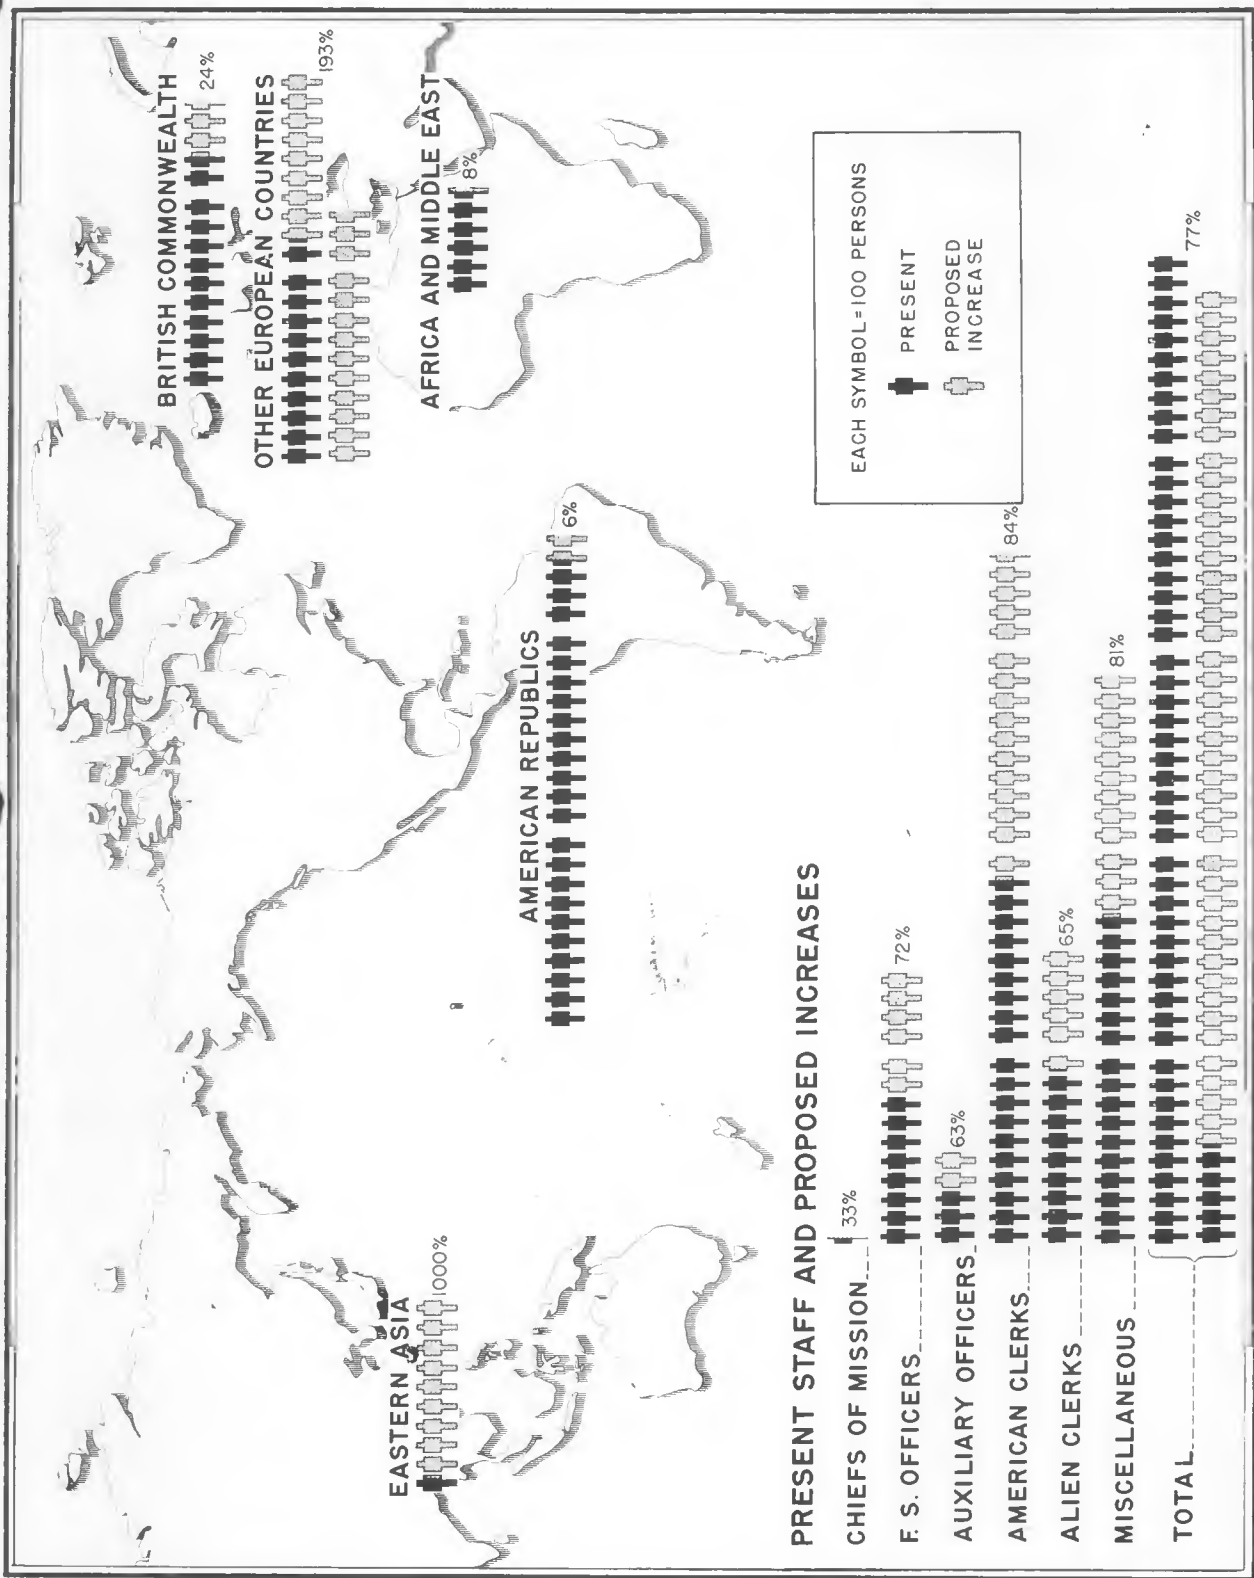 BRITISH COMMONWEALTH
24%
OTHER EUROPEAN COUNTRIES
193%
AFRICA AND MIDDLE EAST
8%
AMERICAN REPUBLICS
6%
EASTERN ASIA
1000%
EACH SYMBOL=100 PERSONS
PRESENT
PROPOSED
INCREASE
PRESENT STAFF AND PROPOSED INCREASES
CHIEFS OF MISSION
33%
F. S. OFFICERS
72%
AUXILIARY OFFICERS
63%
AMERICAN CLERKS
84%
ALIEN CLERKS
65%
MISCELLANEOUS
81%
TOTAL
77%